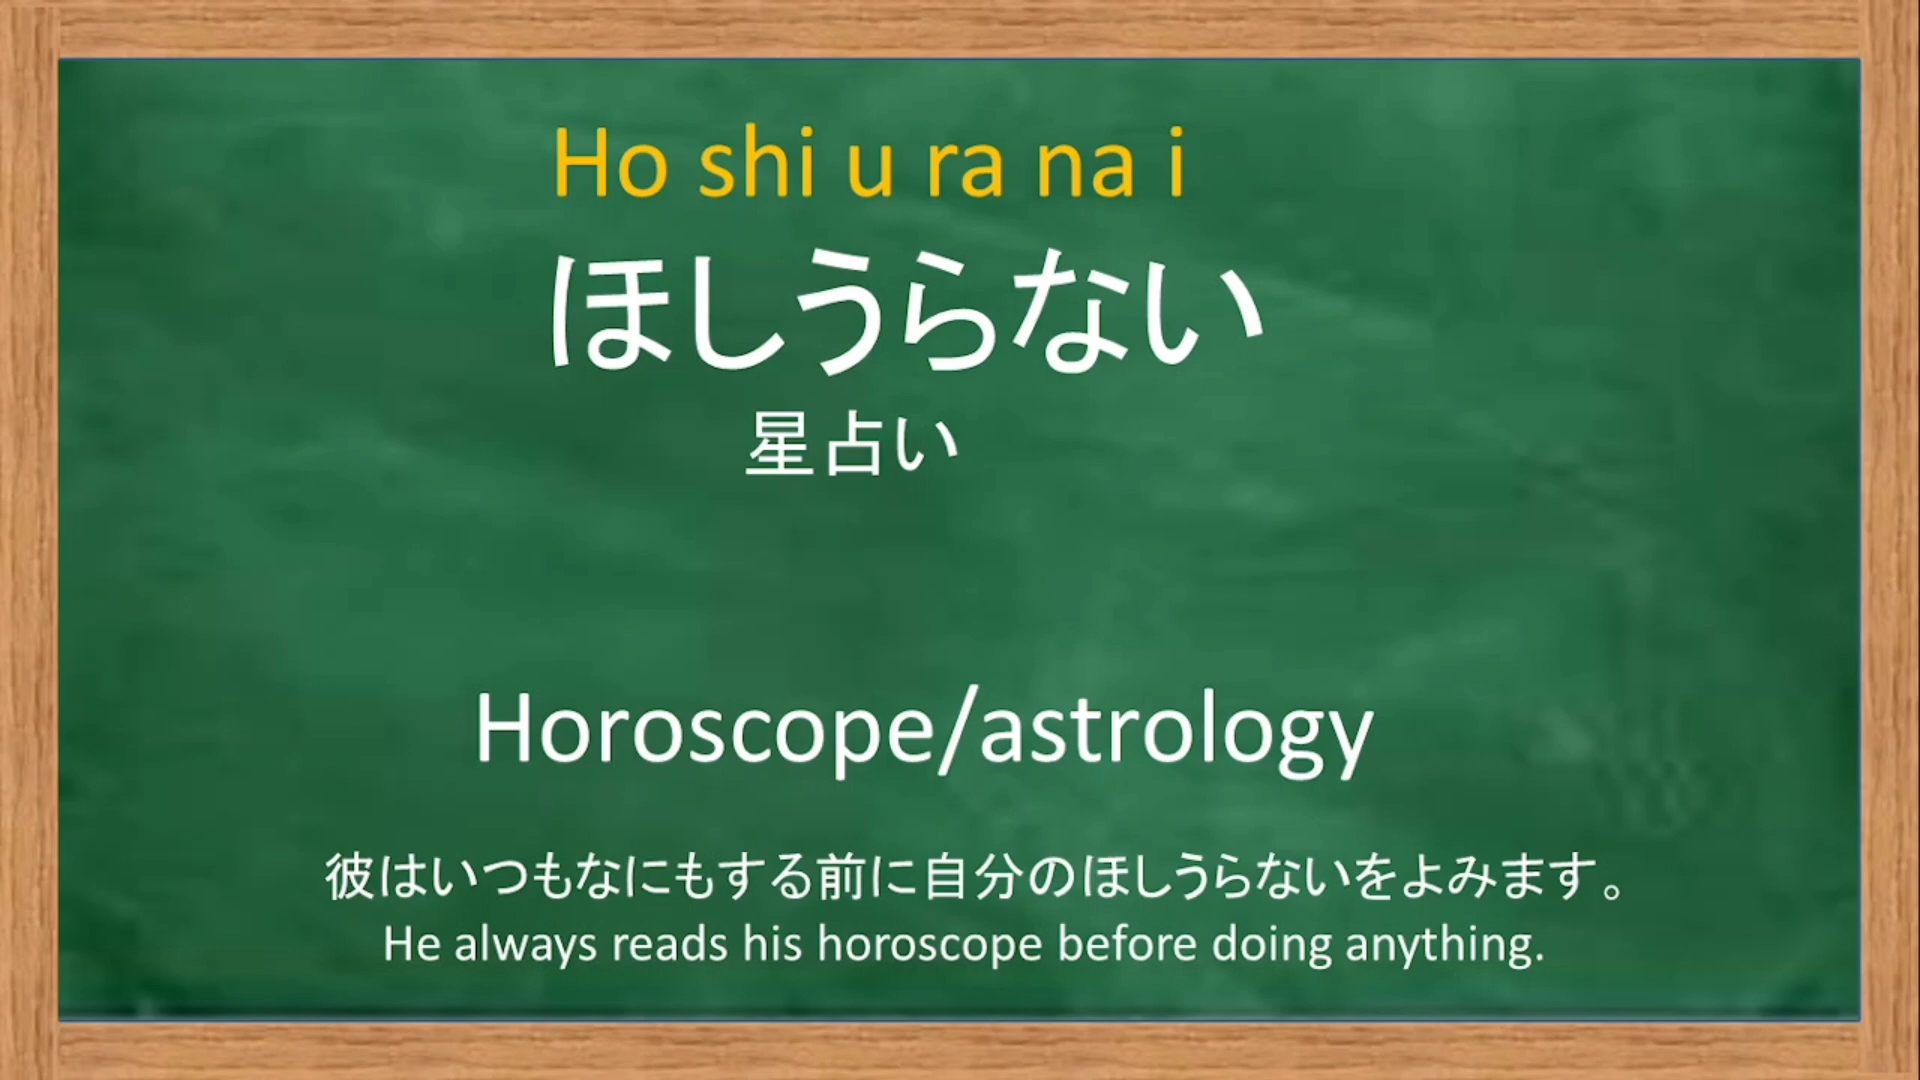 Ho shi u ra na i
ほしうらない
星占い
Horoscope/astrology
彼はいつもなにもする前に自分のほしうらないをよみます。
He always reads his horoscope before doing anything.